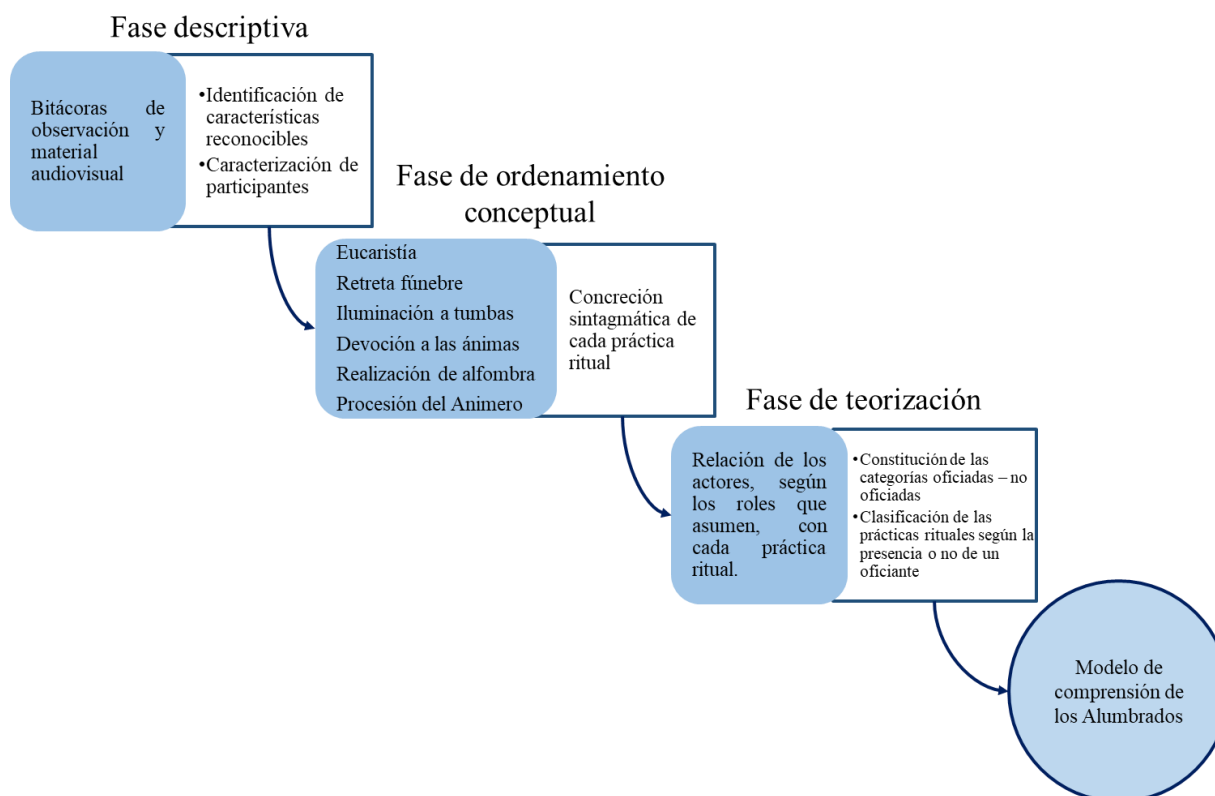 Fase descriptiva
Bitácoras de
observación y
material
audiovisual
•Identificación de
características
reconocibles
•Caracterización de
participantes
Fase de ordenamiento
conceptual
Eucaristía
Retreta fúnebre
Iluminación a tumbas
Devoción a las ánimas
Realización de alfombra
Procesión del Animero
Concreción
sintagmática de
cada práctica
ritual
Fase de teorización
Relación de los
actores, según
los roles que
asumen, con
cada práctica
ritual.
•Constitución de las
categorías oficiadas – no
oficiadas
•Clasificación de las
prácticas rituales según la
presencia o no de un
oficiante
Modelo de
comprensión de
los Alumbrados